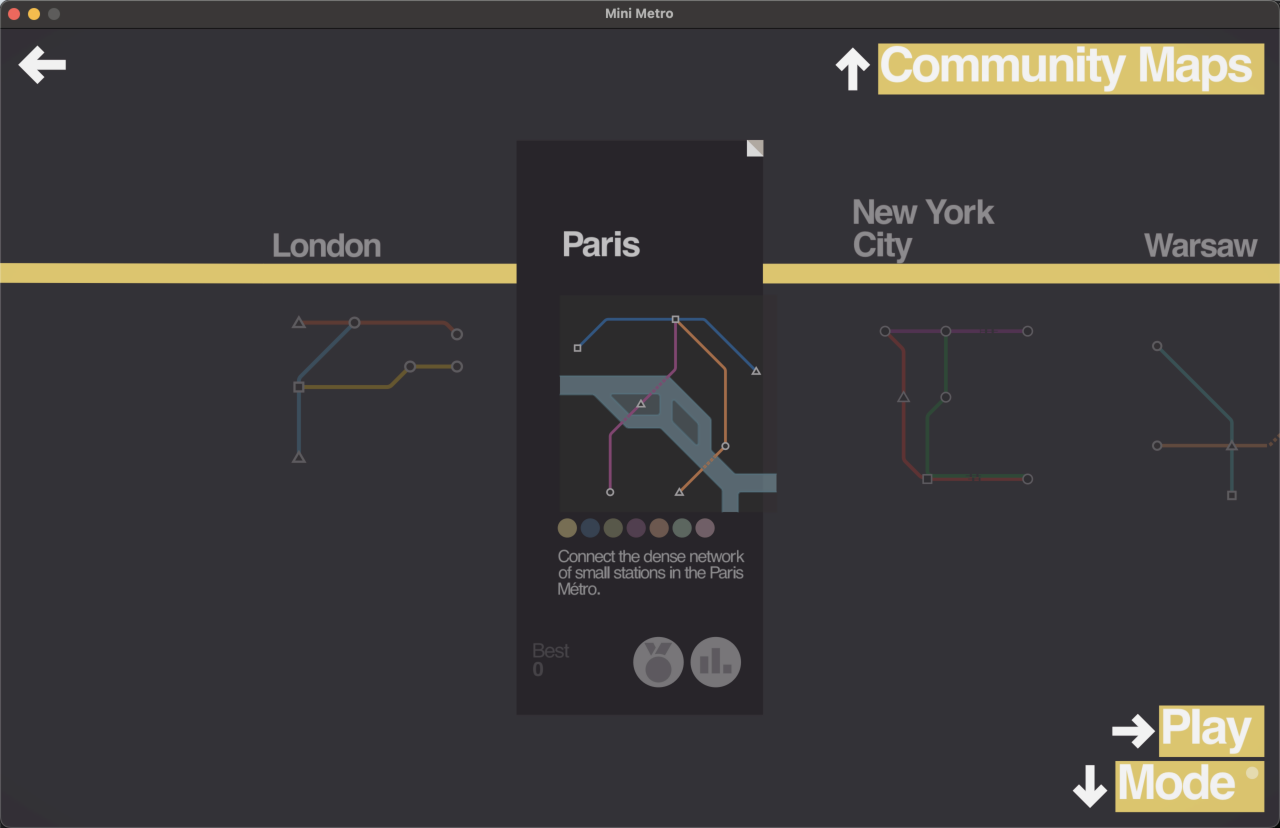 Mini Metro
Community Maps
London
Paris
New York
City
Warsaw
Connect the dense network
of small stations in the Paris
Métro.
Best
0
Play
Mode